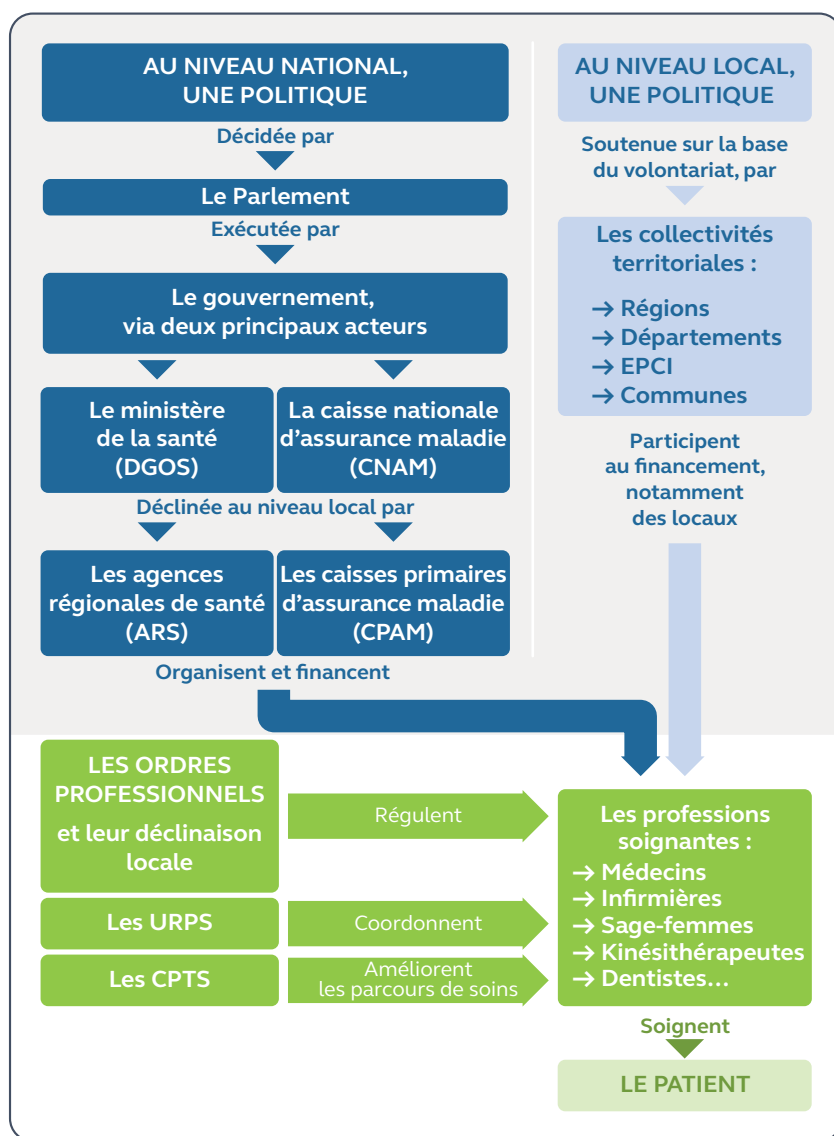 AU NIVEAU NATIONAL,
UNE POLITIQUE
Décidée par
Le Parlement
Exécutée par
Le gouvernement,
via deux principaux acteurs
Le ministère
de la santé
(DGOS)
La caisse nationale
d'assurance maladie
(CNAM)
Déclinée au niveau local par
Les agences
régionales de santé
(ARS)
Les caisses primaires
d'assurance maladie
(CPAM)
Organisent et financent
AU NIVEAU LOCAL,
UNE POLITIQUE
Soutenue sur la base
du volontariat, par
Les collectivités
territoriales :
→ Régions
→ Départements
→ EPCI
→ Communes
Participent
au financement,
notamment
des locaux
LES ORDRES
PROFESSIONNELS
et leur déclinaison
locale
Régulent
Les URPS
Coordonnent
Les CPTS
Améliorent
les parcours de soins
Les professions
soignantes :
→ Médecins
→ Infirmières
→ Sage-femmes
→ Kinésithérapeutes
→ Dentistes…
Soignent
LE PATIENT